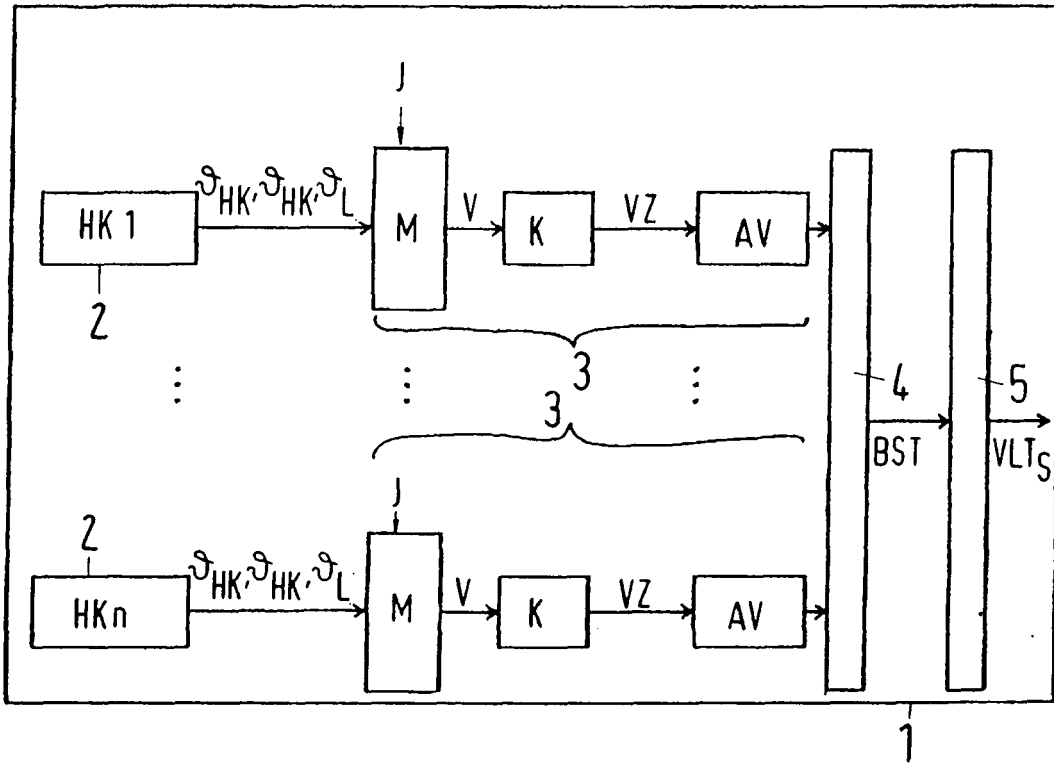 J
ϑHK, ϑHK, ϑL
HK 1
M
V
K
VZ
AV
2
3
4
5
3
BST
VLTS
J
2
ϑHK, ϑHK, ϑL
HKn
M
V
K
VZ
AV
1